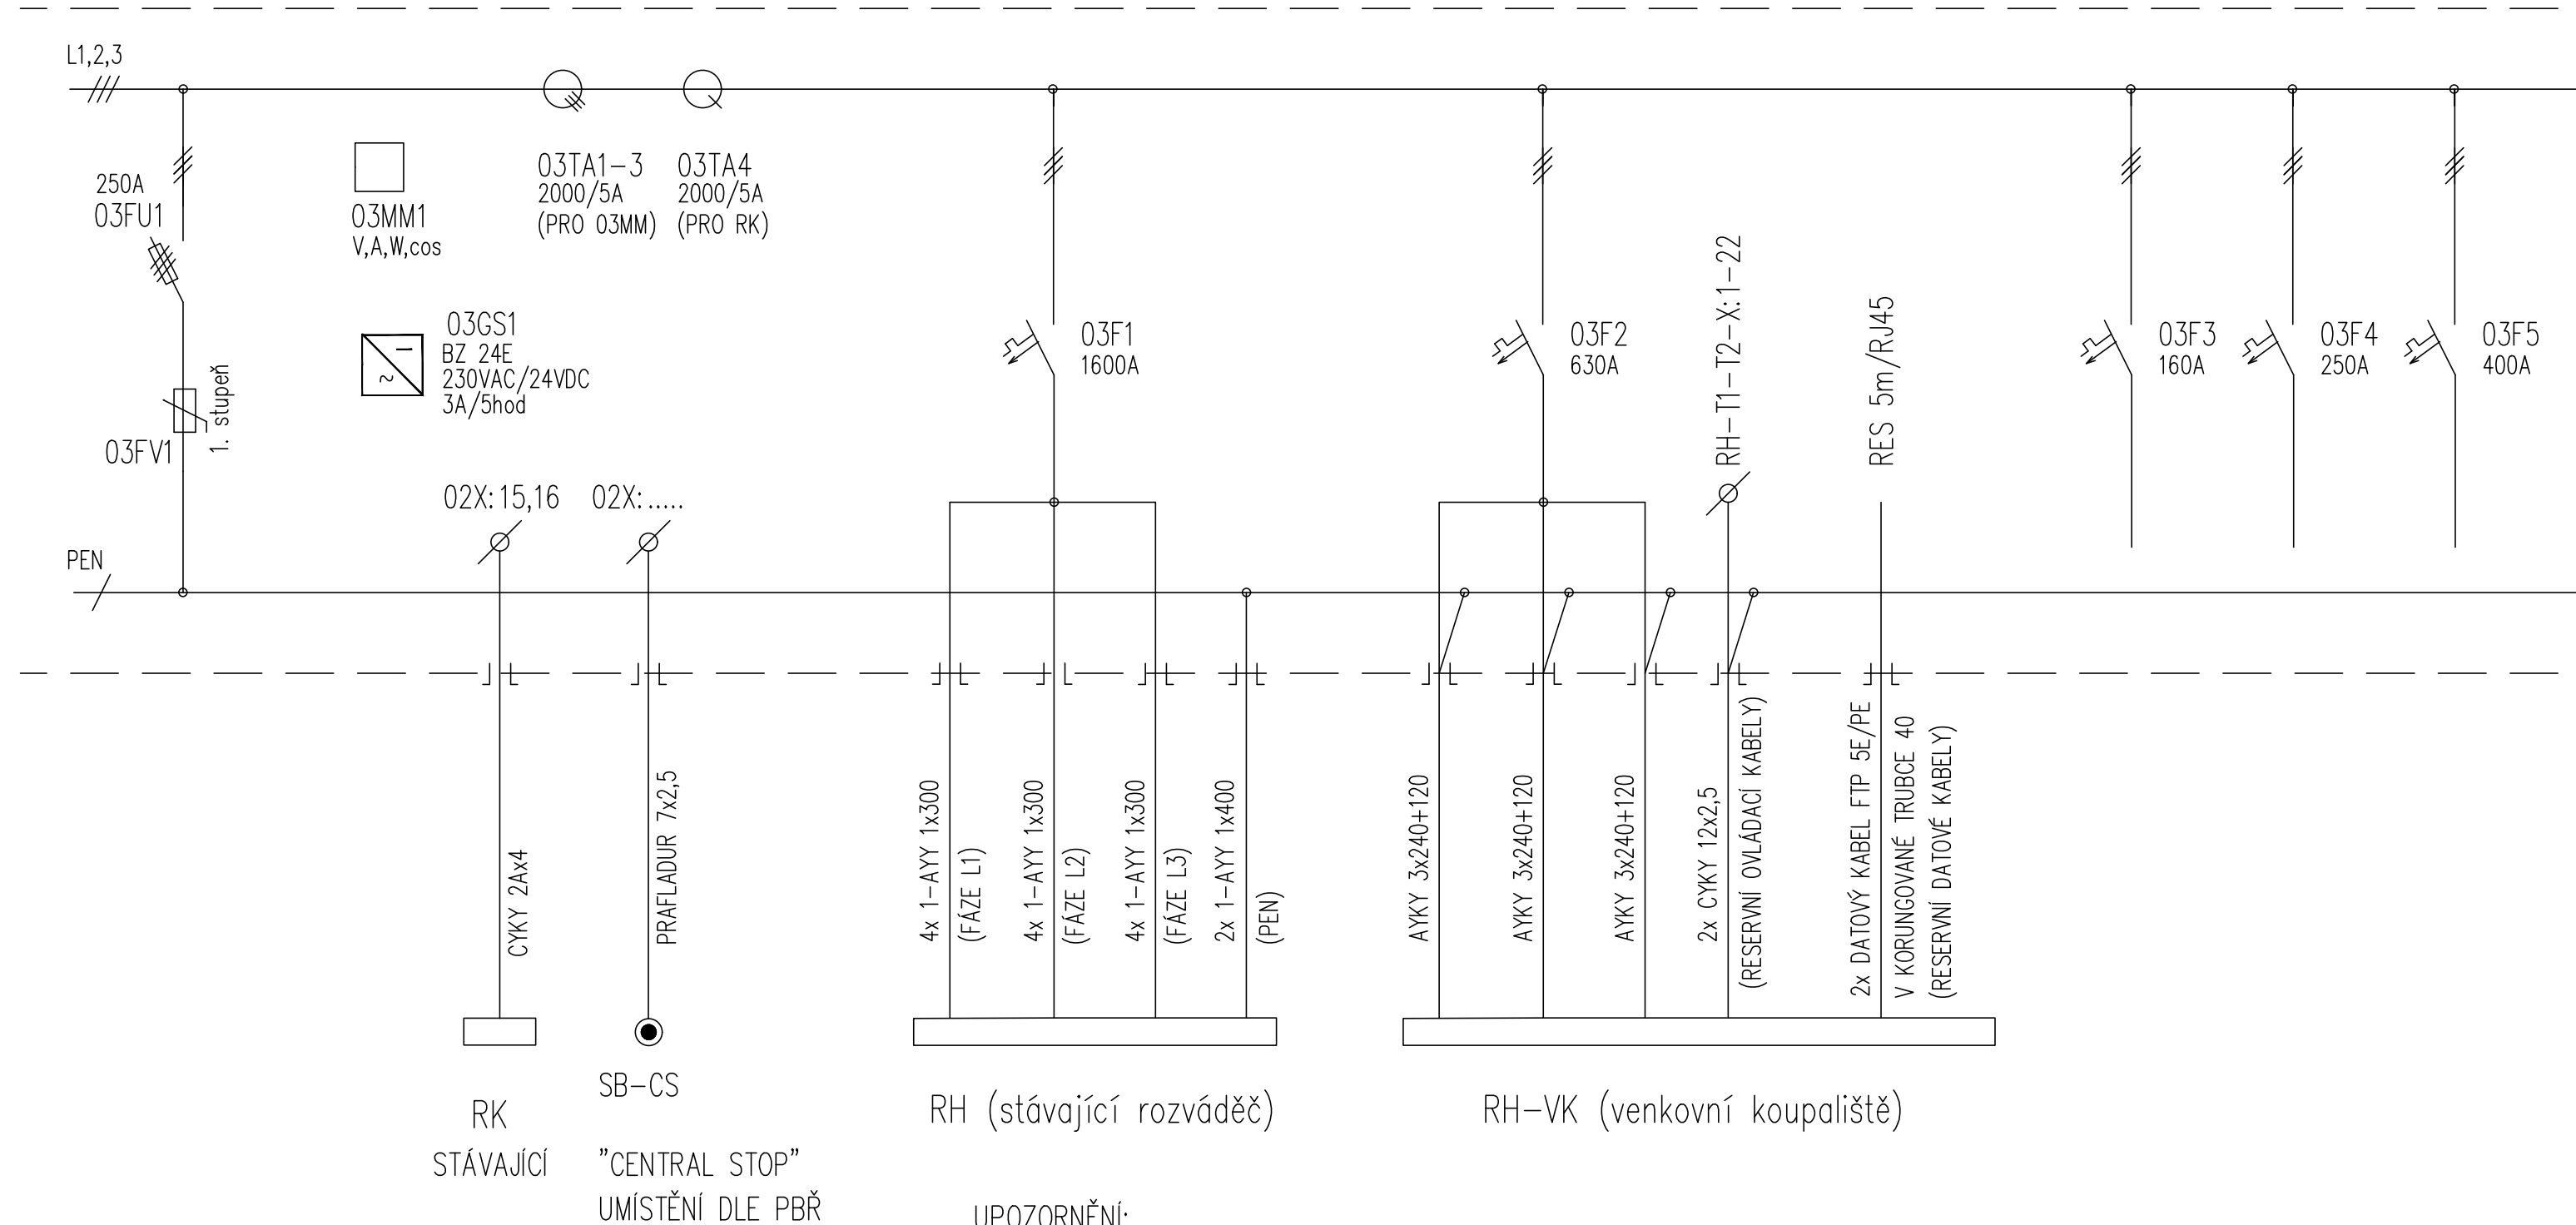 L1,2,3
250A
03FU1
03MM1
V,A,W,cos
03TA1-3
2000/5A
(PRO 03MM)
03TA4
2000/5A
(PRO RK)
03GS1
BZ 24E
230VAC/24VDC
3A/5hod
~
03FV1
1. stupeň
03F1
1600A
03F2
630A
RH-T1-T2-X:1-22
RES 5m/RJ45
03F3
160A
03F4
250A
03F5
400A
02X:15,16
02X:.....
PEN
CYKY 2Ax4
PRAFLADUR 7x2,5
4x 1-AYY 1x300
(FÁZE L1)
4x 1-AYY 1x300
(FÁZE L2)
4x 1-AYY 1x300
(FÁZE L3)
2x 1-AYY 1x400
(PEN)
AYKY 3x240+120
AYKY 3x240+120
AYKY 3x240+120
2x CYKY 12x2,5
(RESERVNÍ OVLÁDACÍ KABELY)
2x DATOVÝ KABEL FTP 5E/PE
V KORUNGOVANÉ TRUBCE 40
(RESERVNÍ DATOVÉ KABELY)
RK
STÁVAJÍCÍ
SB-CS
"CENTRAL STOP"
UMÍSTĚNÍ DLE PBŘ
RH (stávající rozváděč)
RH-VK (venkovní koupaliště)
UPOZORNĚNÍ: